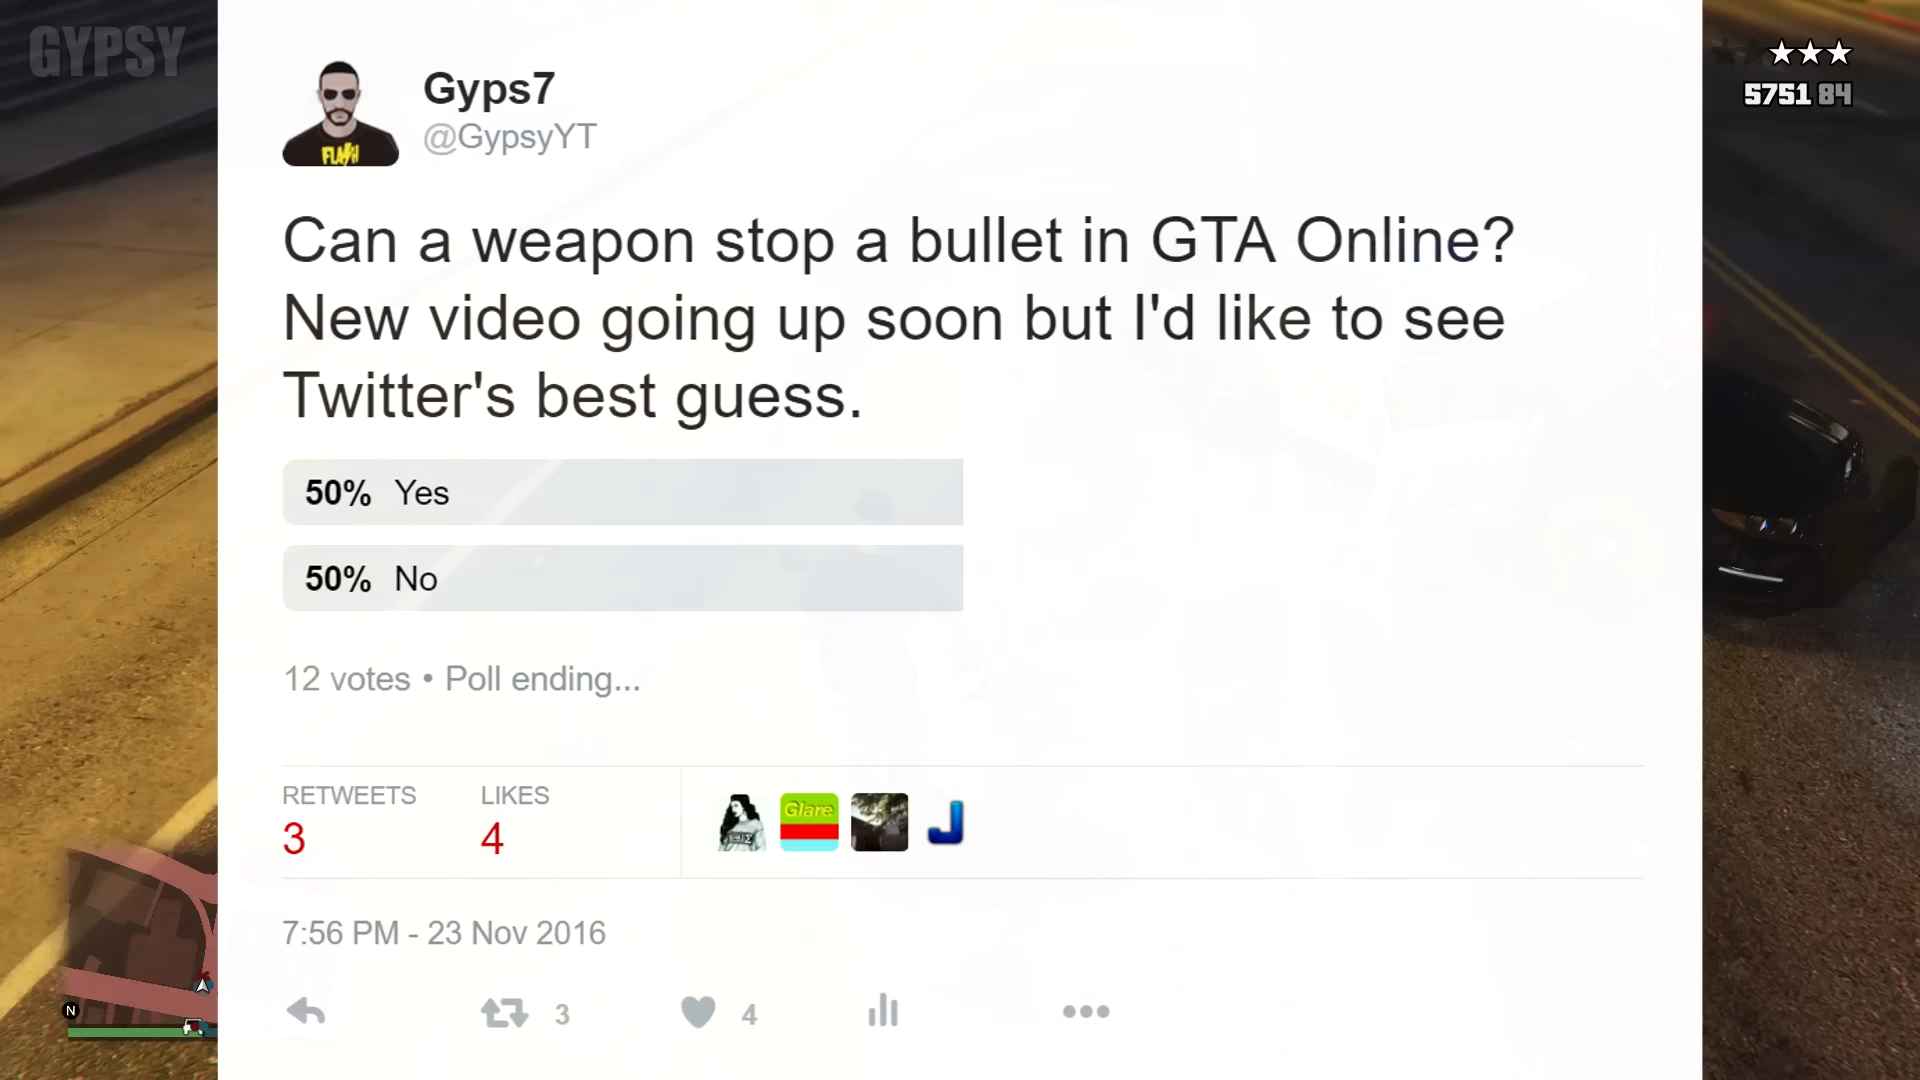 GYPSY
5751 84
Gyps7
@GypsyYT
FLASH
Can a weapon stop a bullet in GTA Online?
New video going up soon but I'd like to see
Twitter's best guess.
50% Yes
50% No
12 votes • Poll ending...
RETWEETS LIKES
3 4
Glare
J
7:56 PM - 23 Nov 2016
3 4
N